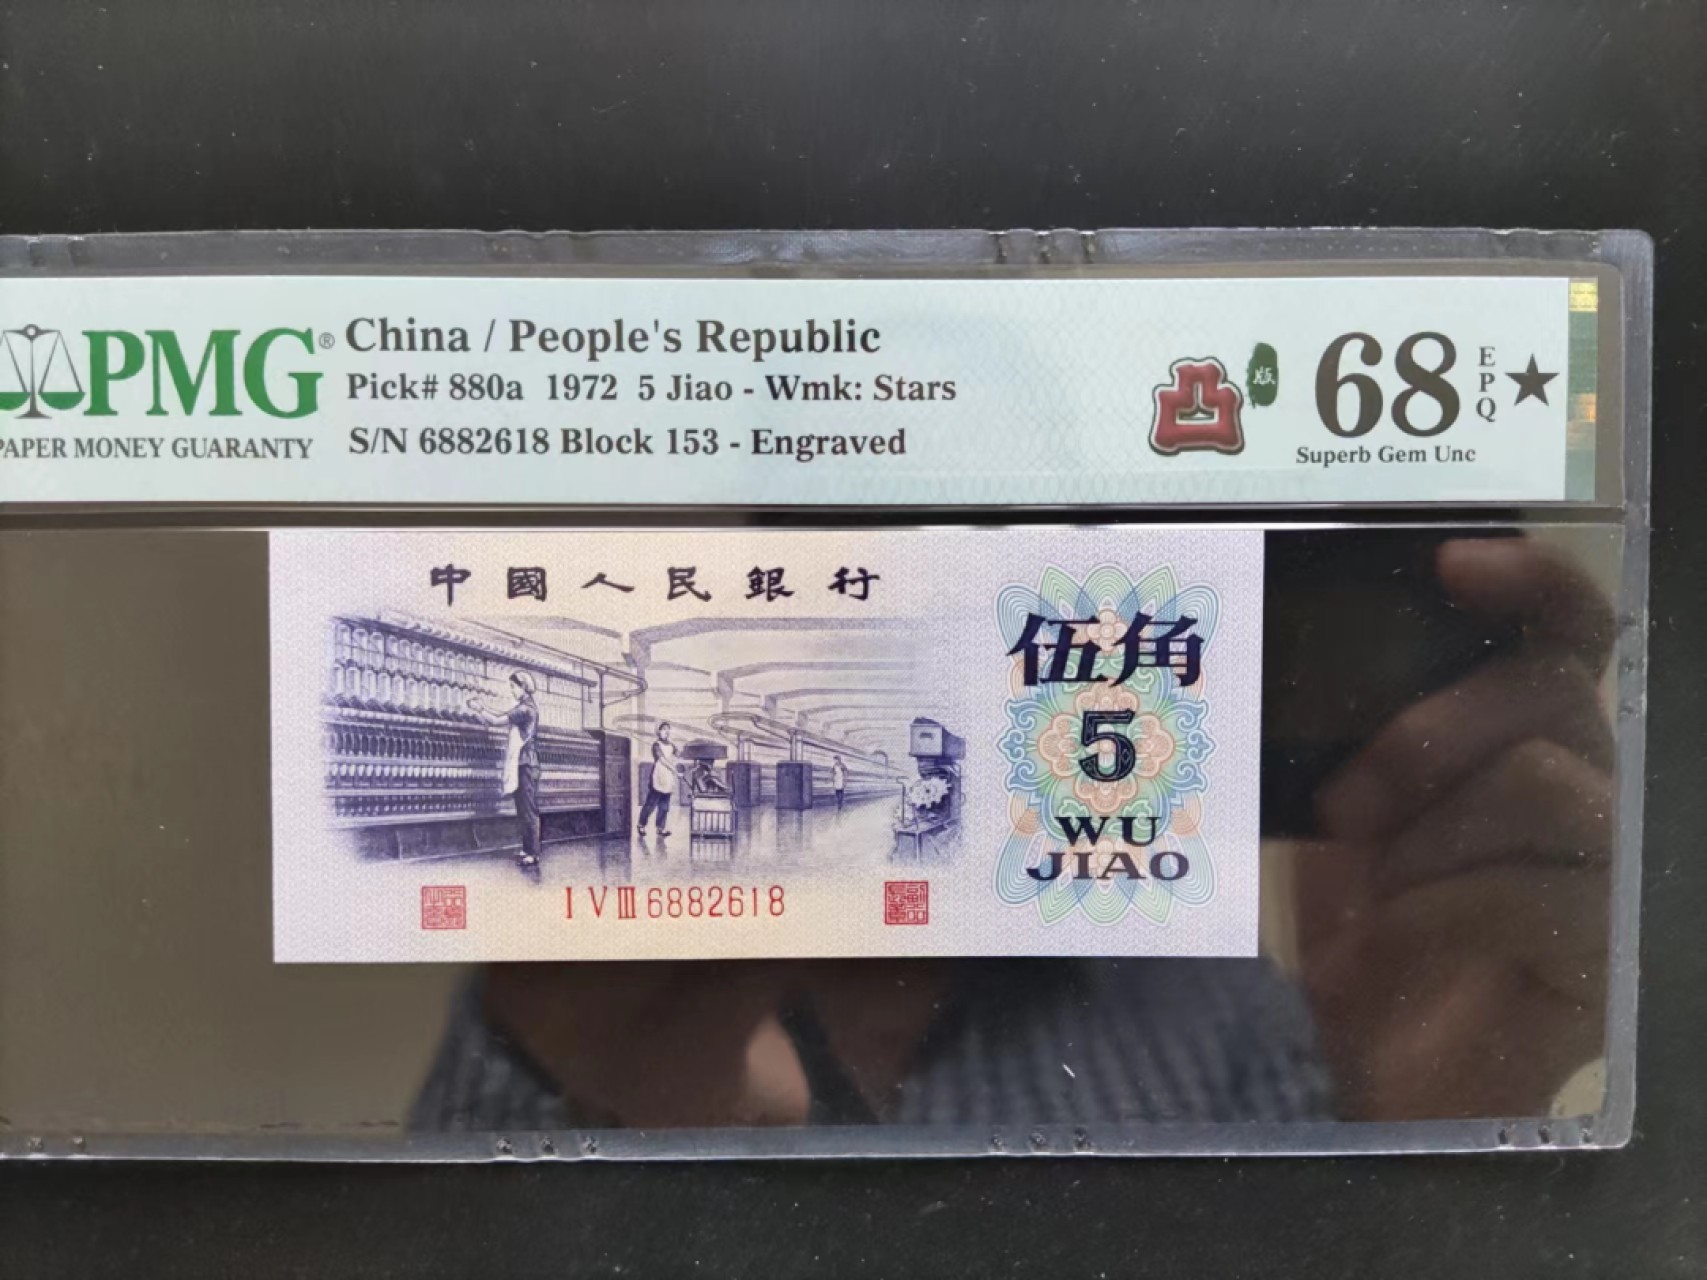 PMG®
PAPER MONEY GUARANTY
China / People's Republic
Pick# 880a 1972 5 Jiao - Wmk: Stars
S/N 6882618 Block 153 - Engraved
凸版
68 EPQ ★
Superb Gem Unc
中國人民銀行
伍角
5
WU
JIAO
I V III 6882618